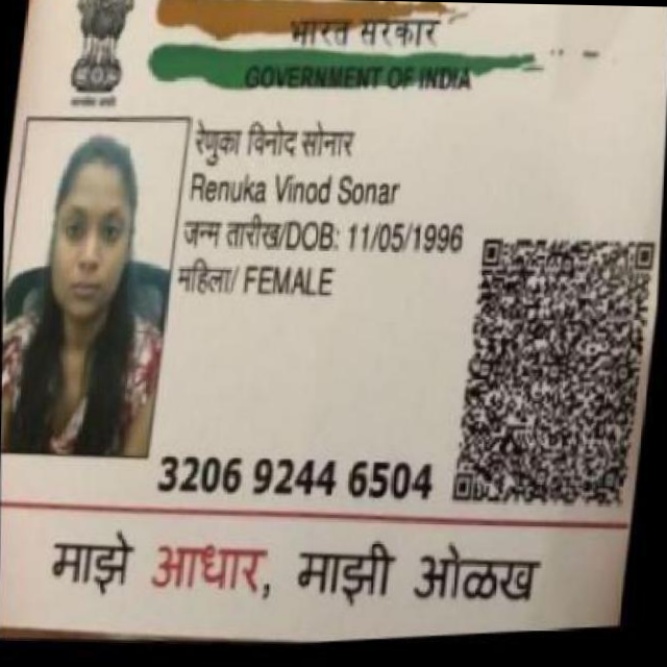 भारत सरकार
GOVERNMENT OF INDIA
रेणुका विनोद सोनार
Renuka Vinod Sonar
जन्म तारीख/DOB: 11/05/1996
महिला/ FEMALE
3206 9244 6504
माझे आधार, माझी ओळख